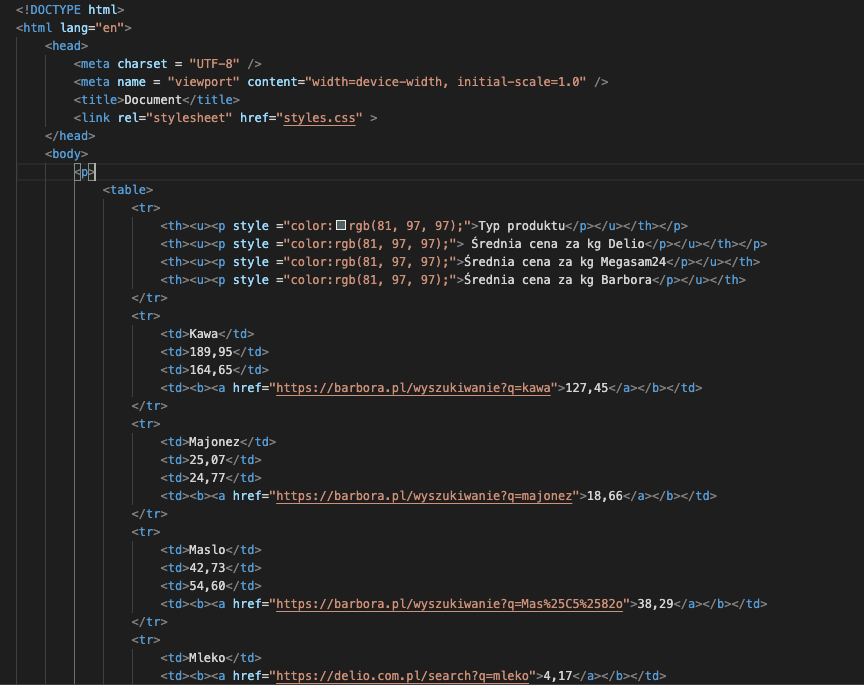 <!DOCTYPE html>
<html lang="en">
<head>
<meta charset = "UTF-8" />
<meta name = "viewport" content="width=device-width, initial-scale=1.0" />
<title>Document</title>
<link rel="stylesheet" href="styles.css" >
</head>
<body>
<p>
<table>
<tr>
<th><u><p style ="color:rgb(81, 97, 97);">Typ produktu</p></u></th></p>
<th><u><p style ="color:rgb(81, 97, 97);"> Średnia cena za kg Delio</p></u></th></p>
<th><u><p style ="color:rgb(81, 97, 97);">Średnia cena za kg Megasam24</p></u></th>
<th><u><p style ="color:rgb(81, 97, 97);">Średnia cena za kg Barbora</p></u></th>
</tr>
<tr>
<td>Kawa</td>
<td>189,95</td>
<td>164,65</td>
<td><b><a href="https://barbora.pl/wyszukiwanie?q=kawa">127,45</a></b></td>
</tr>
<tr>
<td>Majonez</td>
<td>25,07</td>
<td>24,77</td>
<td><b><a href="https://barbora.pl/wyszukiwanie?q=majonez">18,66</a></b></td>
</tr>
<tr>
<td>Maslo</td>
<td>42,73</td>
<td>54,60</td>
<td><b><a href="https://barbora.pl/wyszukiwanie?q=Mas%25C5%2582o">38,29</a></b></td>
</tr>
<tr>
<td>Mleko</td>
<td><b><a href="https://delio.com.pl/search?q=mleko">4,17</a></b></td>